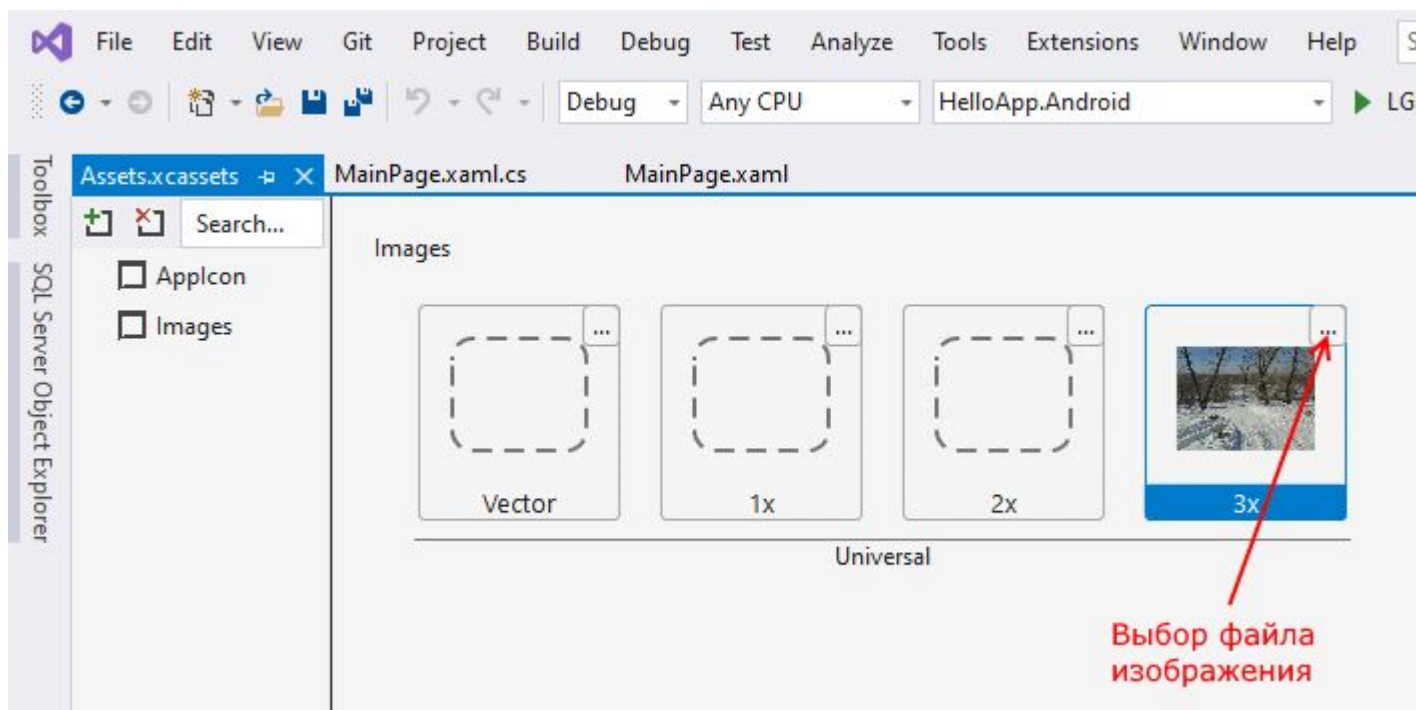 File Edit View Git Project Build Debug Test Analyze Tools Extensions Window Help S
Debug Any CPU HelloApp.Android LG
Toolbox
SQL Server Object Explorer
Assets.xcassets MainPage.xaml.cs MainPage.xaml
Search...
AppIcon
Images
Images
... ... ... ...
Vector 1x 2x 3x
Universal
Выбор файла
изображения